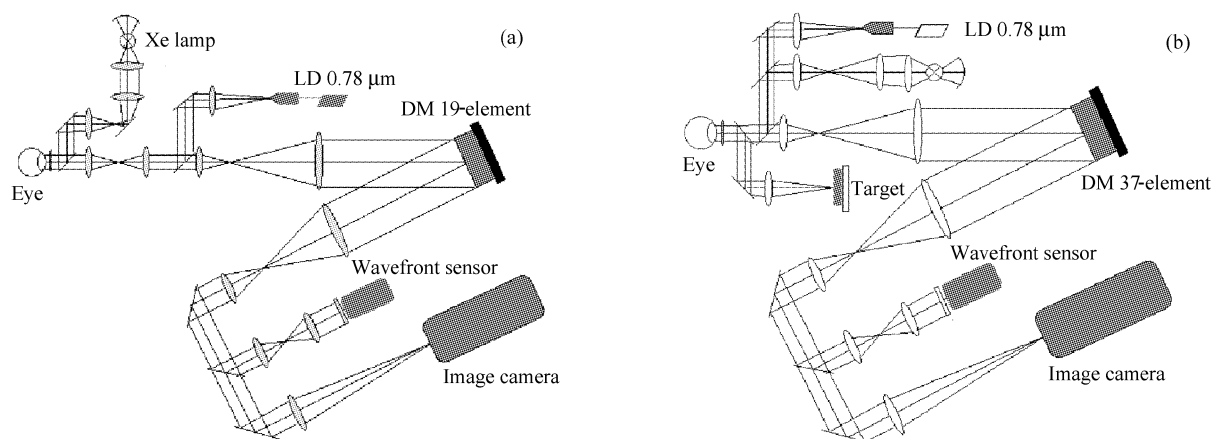 Xe lamp
(a)
LD 0.78 μm
DM 19-element
Eye
Wavefront sensor
Image camera
LD 0.78 μm
(b)
Eye
Target
DM 37-element
Wavefront sensor
Image camera